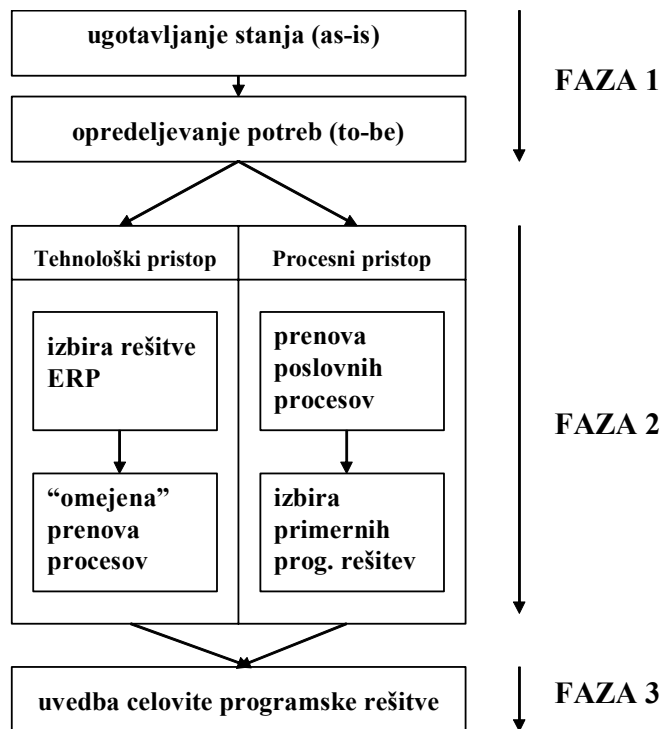 ugotavljanje stanja (as-is)
FAZA 1
opredeljevanje potreb (to-be)
Tehnološki pristop
Procesni pristop
izbira rešitve
ERP
prenova
poslovnih
procesov
FAZA 2
“omejena”
prenova
procesov
izbira
primernih
prog. rešitev
uvedba celovite programske rešitve
FAZA 3